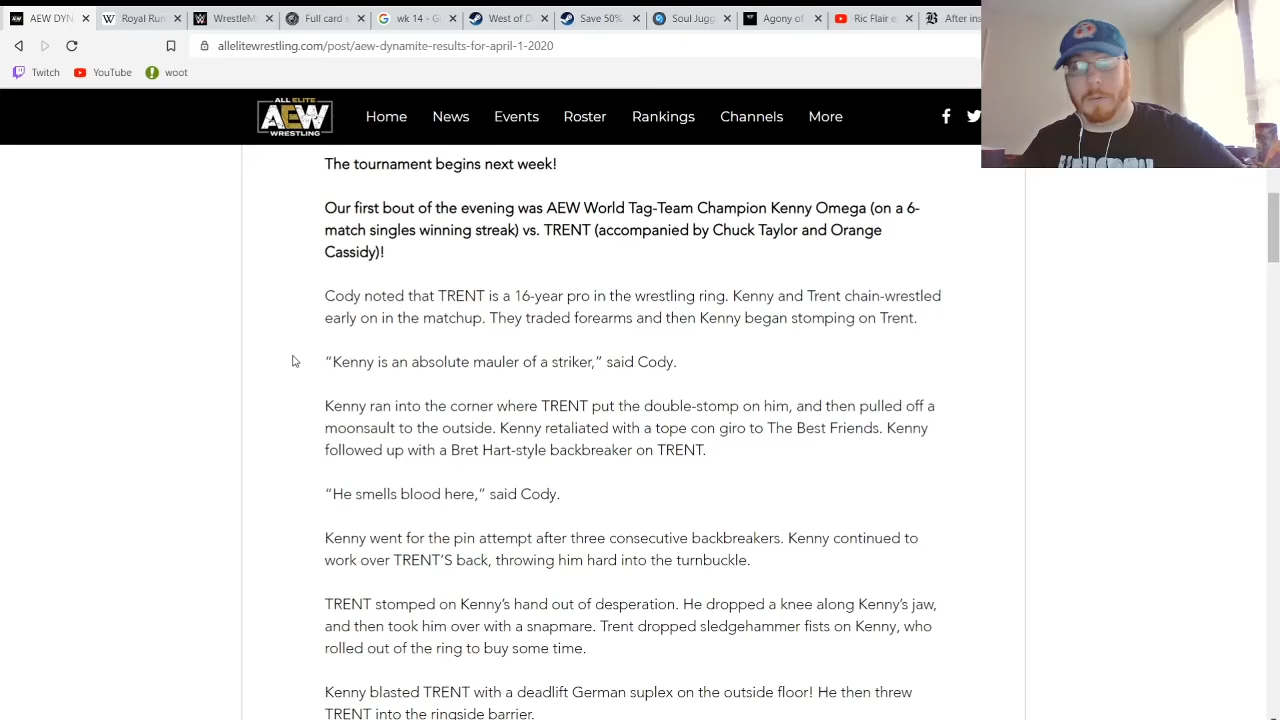 AEW DYN
Royal Run
WrestleM
Full card s
wk 14 - G
West of D
Save 50%
Soul Jugg
Agony of
Ric Flair e
After ins
allelitewrestling.com/post/aew-dynamite-results-for-april-1-2020
Twitch YouTube woot
ALL ELITE
AEW
WRESTLING
Home News Events Roster Rankings Channels More
The tournament begins next week!
Our first bout of the evening was AEW World Tag-Team Champion Kenny Omega (on a 6-
match singles winning streak) vs. TRENT (accompanied by Chuck Taylor and Orange
Cassidy)!
Cody noted that TRENT is a 16-year pro in the wrestling ring. Kenny and Trent chain-wrestled
early on in the matchup. They traded forearms and then Kenny began stomping on Trent.
“Kenny is an absolute mauler of a striker,” said Cody.
Kenny ran into the corner where TRENT put the double-stomp on him, and then pulled off a
moonsault to the outside. Kenny retaliated with a tope con giro to The Best Friends. Kenny
followed up with a Bret Hart-style backbreaker on TRENT.
“He smells blood here,” said Cody.
Kenny went for the pin attempt after three consecutive backbreakers. Kenny continued to
work over TRENT’S back, throwing him hard into the turnbuckle.
TRENT stomped on Kenny’s hand out of desperation. He dropped a knee along Kenny’s jaw,
and then took him over with a snapmare. Trent dropped sledgehammer fists on Kenny, who
rolled out of the ring to buy some time.
Kenny blasted TRENT with a deadlift German suplex on the outside floor! He then threw
TRENT into the ringside barrier.